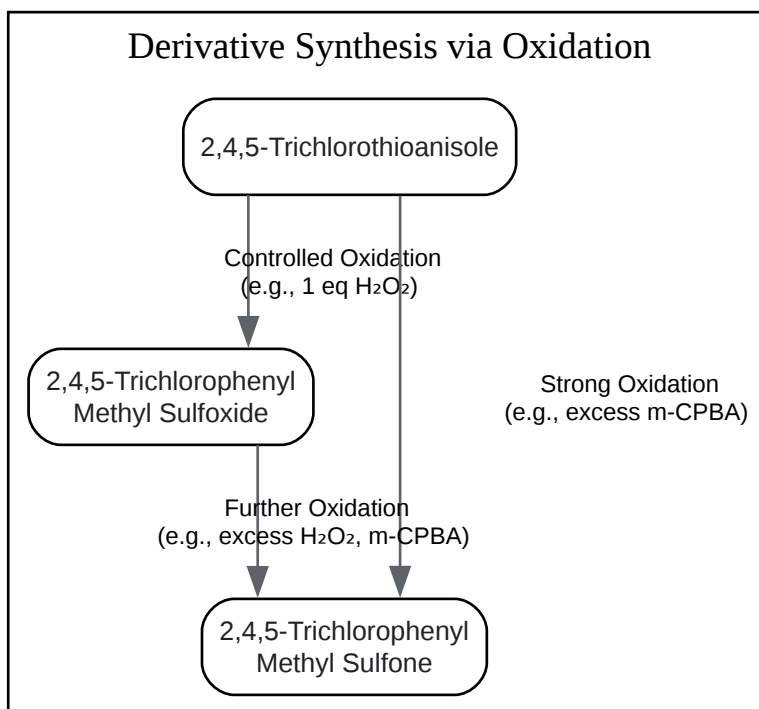 Derivative Synthesis via Oxidation
2,4,5-Trichlorothioanisole
Controlled Oxidation
(e.g., 1 eq H₂O₂)
2,4,5-Trichlorophenyl
Methyl Sulfoxide
Strong Oxidation
(e.g., excess m-CPBA)
Further Oxidation
(e.g., excess H₂O₂, m-CPBA)
2,4,5-Trichlorophenyl
Methyl Sulfone